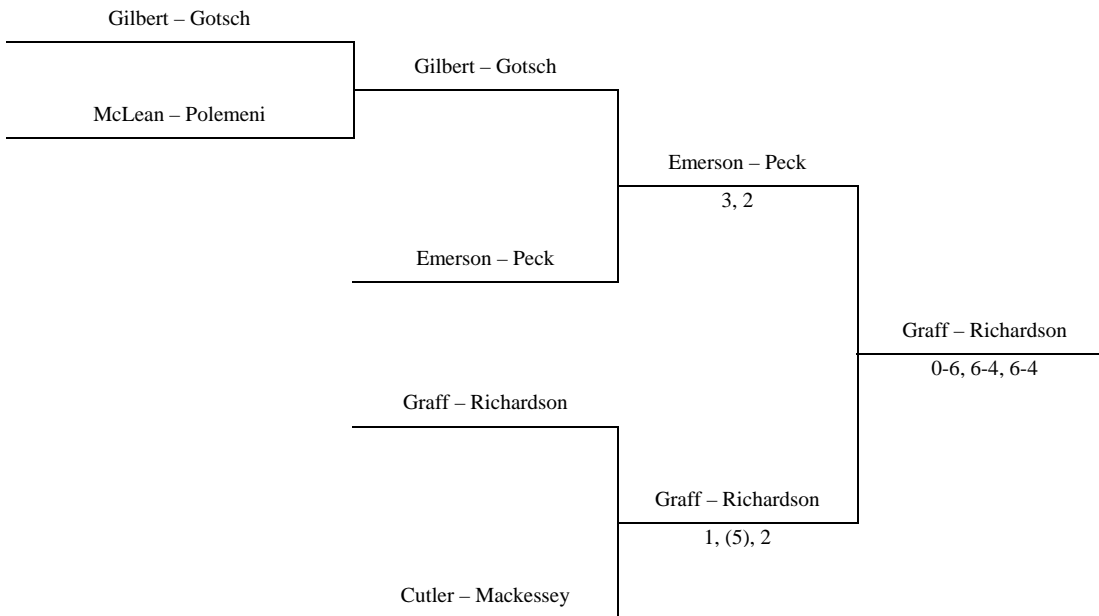 Gilbert – Gotsch
Gilbert – Gotsch
McLean – Polemeni
Emerson – Peck
3, 2
Emerson – Peck
Graff – Richardson
0-6, 6-4, 6-4
Graff – Richardson
Graff – Richardson
1, (5), 2
Cutler – Mackessey